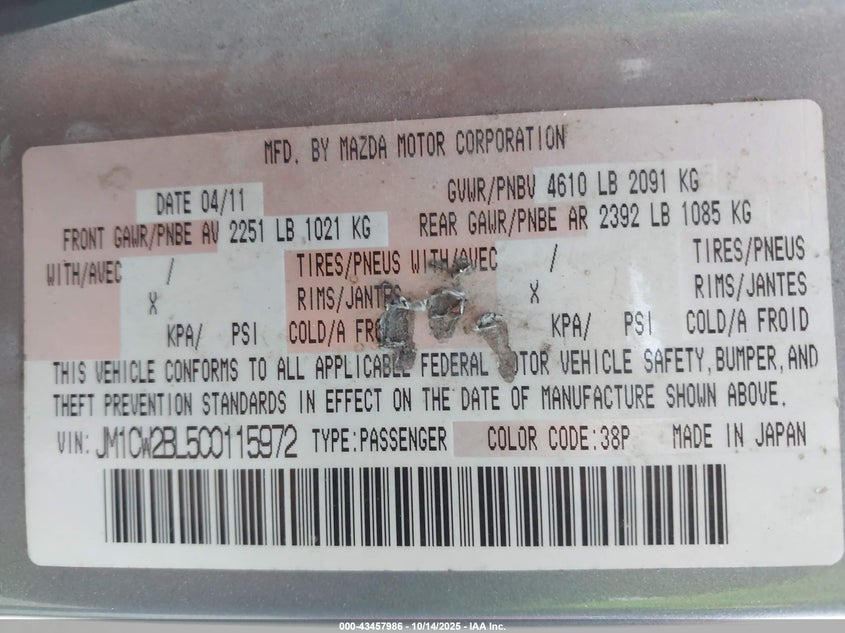 MFD. BY MAZDA MOTOR CORPORATION
DATE 04/11 GVWR/PNBV 4610 LB 2091 KG
FRONT GAWR/PNBE AV 2251 LB 1021 KG REAR GAWR/PNBE AR 2392 LB 1085 KG
WITH/AVEC / TIRES/PNEUS WITH/AVEC / TIRES/PNEUS
X RIMS/JANTES X RIMS/JANTES
KPA/ PSI COLD/A FROID KPA/ PSI COLD/A FROID
THIS VEHICLE CONFORMS TO ALL APPLICABLE FEDERAL MOTOR VEHICLE SAFETY, BUMPER, AND
THEFT PREVENTION STANDARDS IN EFFECT ON THE DATE OF MANUFACTURE SHOWN ABOVE.
VIN: JM1CW2BL5C0115972 TYPE:PASSENGER COLOR CODE:38P MADE IN JAPAN
000-43457986 - 10/14/2025 - IAA Inc.